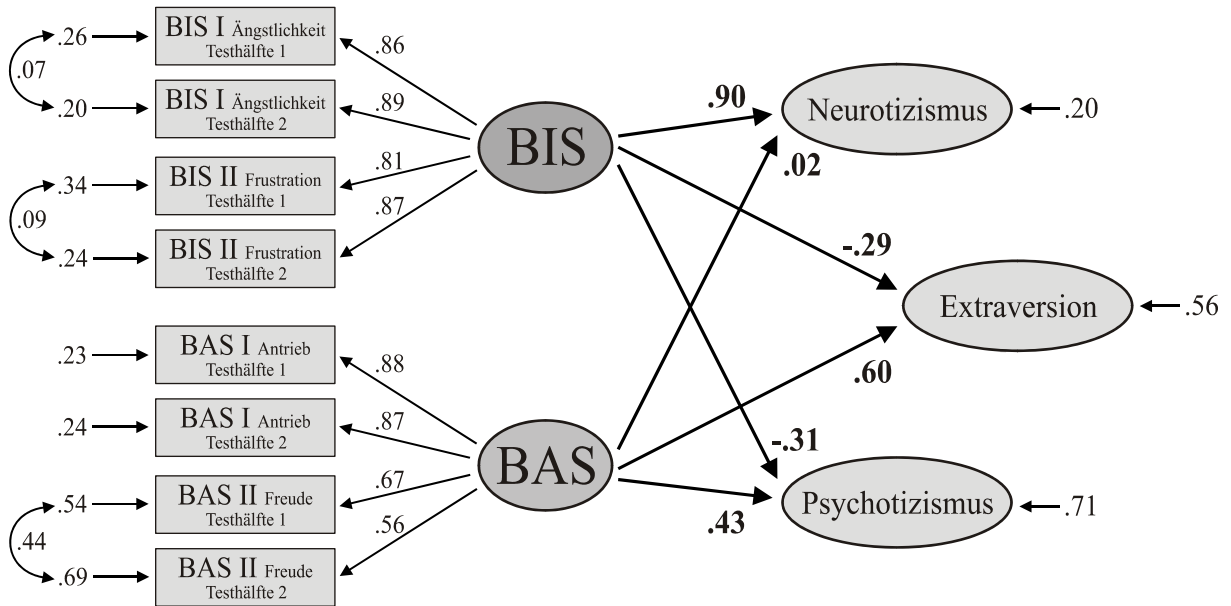 .26
BIS I Ängstlichkeit
Testhälfte 1
.86
.07
.20
BIS I Ängstlichkeit
Testhälfte 2
.89
.34
BIS II Frustration
Testhälfte 1
.81
.09
.24
BIS II Frustration
Testhälfte 2
.87
BIS
.23
BAS I Antrieb
Testhälfte 1
.88
.24
BAS I Antrieb
Testhälfte 2
.87
.54
BAS II Freude
Testhälfte 1
.67
.44
.69
BAS II Freude
Testhälfte 2
.56
BAS
.90
.02
Neurotizismus
.20
-.29
.60
Extraversion
.56
-.31
.43
Psychotizismus
.71